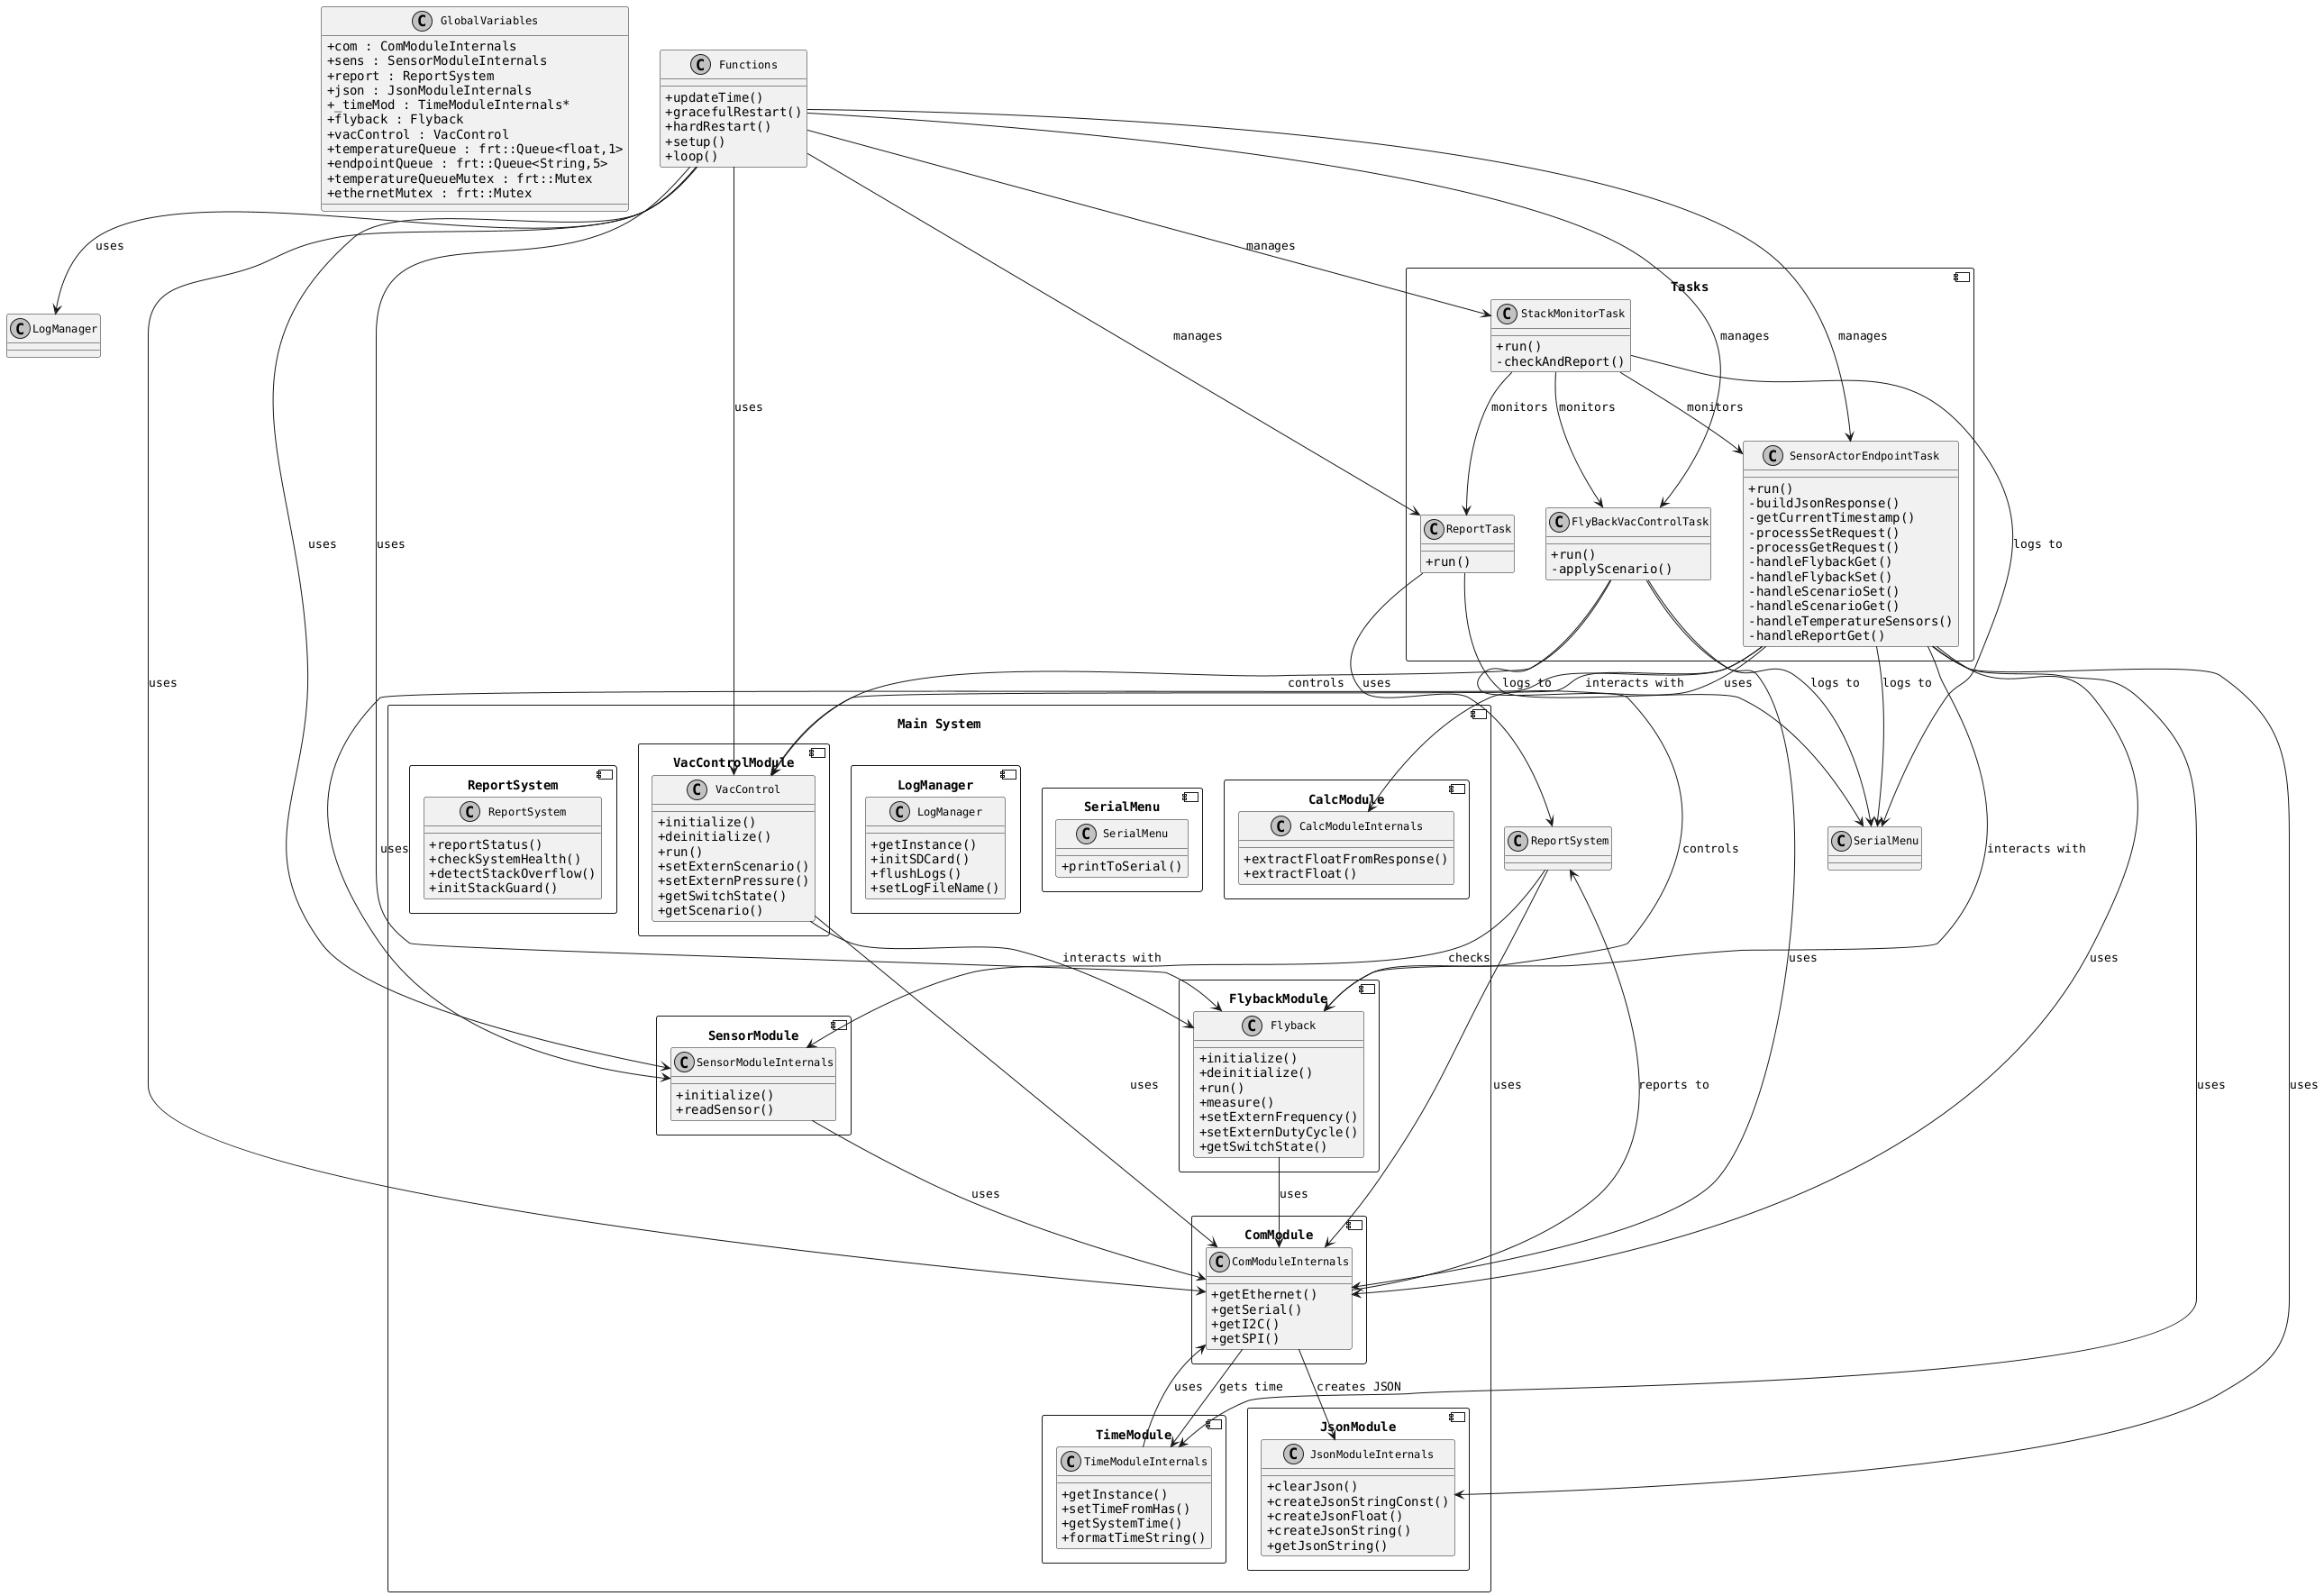 GlobalVariables
+com : ComModuleInternals
+sens : SensorModuleInternals
+report : ReportSystem
+json : JsonModuleInternals
+_timeMod : TimeModuleInternals*
+flyback : Flyback
+vacControl : VacControl
+temperatureQueue : frt::Queue<float,1>
+endpointQueue : frt::Queue<String,5>
+temperatureQueueMutex : frt::Mutex
+ethernetMutex : frt::Mutex
C
Functions
+updateTime()
+gracefulRestart()
+hardRestart()
+setup()
+loop()
C
uses
manages
Tasks
C
StackMonitorTask
+run()
-checkAndReport()
C
LogManager
manages
manages
manages
uses
monitors
monitors
monitors
C
SensorActorEndpointTask
+run()
-buildJsonResponse()
-getCurrentTimestamp()
-processSetRequest()
-processGetRequest()
-handleFlybackGet()
-handleFlybackSet()
-handleScenarioSet()
-handleScenarioGet()
-handleTemperatureSensors()
-handleReportGet()
C
ReportTask
+run()
C
FlyBackVacControlTask
+run()
-applyScenario()
uses
uses
logs to
uses
controls
uses
logs to
interacts with
uses
logs to
logs to
Main System
ReportSystem
C
ReportSystem
+reportStatus()
+checkSystemHealth()
+detectStackOverflow()
+initStackGuard()
VacControlModule
C
VacControl
+initialize()
+deinitialize()
+run()
+setExternScenario()
+setExternPressure()
+getSwitchState()
+getScenario()
LogManager
C
LogManager
+getInstance()
+initSDCard()
+flushLogs()
+setLogFileName()
SerialMenu
C
SerialMenu
+printToSerial()
CalcModule
C
CalcModuleInternals
+extractFloatFromResponse()
+extractFloat()
C
ReportSystem
C
SerialMenu
uses
controls
interacts with
interacts with
checks
uses
uses
FlybackModule
C
Flyback
+initialize()
+deinitialize()
+run()
+measure()
+setExternFrequency()
+setExternDutyCycle()
+getSwitchState()
SensorModule
C
SensorModuleInternals
+initialize()
+readSensor()
uses
uses
reports to
uses
uses
uses
uses
ComModule
C
ComModuleInternals
+getEthernet()
+getSerial()
+getI2C()
+getSPI()
uses
gets time
creates JSON
TimeModule
C
TimeModuleInternals
+getInstance()
+setTimeFromHas()
+getSystemTime()
+formatTimeString()
JsonModule
C
JsonModuleInternals
+clearJson()
+createJsonStringConst()
+createJsonFloat()
+createJsonString()
+getJsonString()